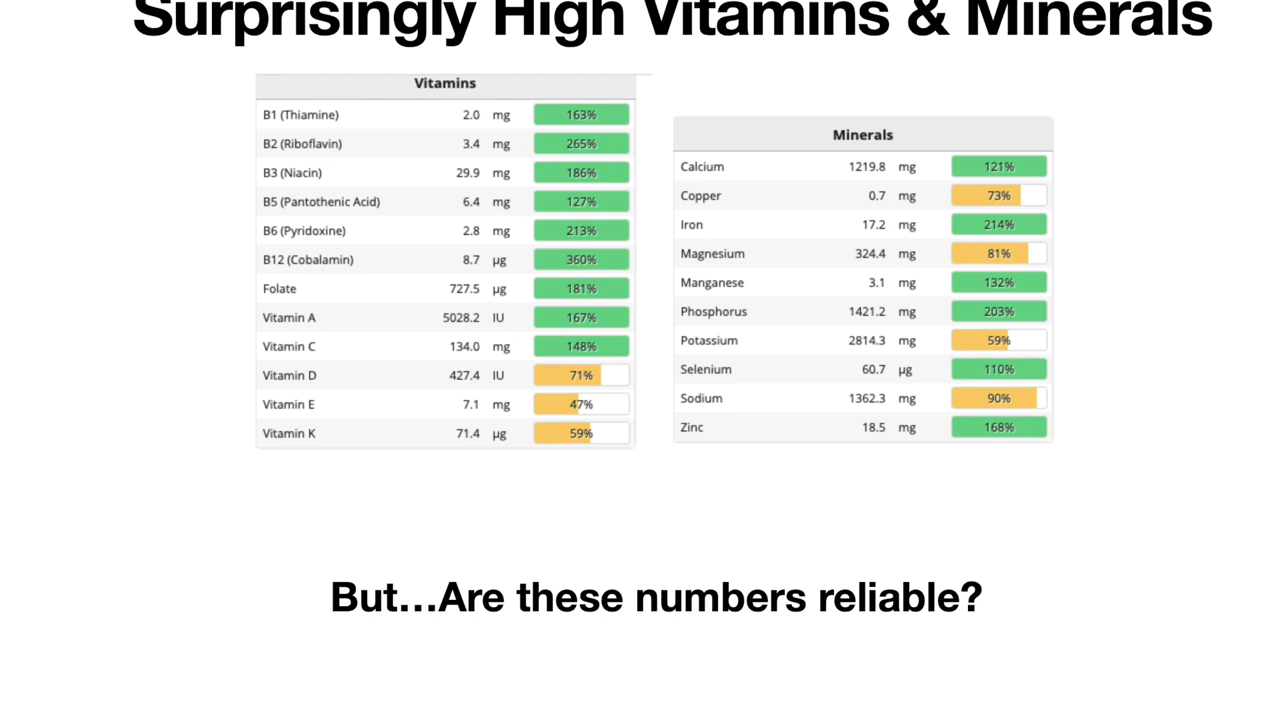 Surprisingly High Vitamins & Minerals
Vitamins
B1 (Thiamine) 2.0 mg 163%
B2 (Riboflavin) 3.4 mg 265%
B3 (Niacin) 29.9 mg 186%
B5 (Pantothenic Acid) 6.4 mg 127%
B6 (Pyridoxine) 2.8 mg 213%
B12 (Cobalamin) 8.7 µg 360%
Folate 727.5 µg 181%
Vitamin A 5028.2 IU 167%
Vitamin C 134.0 mg 148%
Vitamin D 427.4 IU 71%
Vitamin E 7.1 mg 47%
Vitamin K 71.4 µg 59%
Minerals
Calcium 1219.8 mg 121%
Copper 0.7 mg 73%
Iron 17.2 mg 214%
Magnesium 324.4 mg 81%
Manganese 3.1 mg 132%
Phosphorus 1421.2 mg 203%
Potassium 2814.3 mg 59%
Selenium 60.7 µg 110%
Sodium 1362.3 mg 90%
Zinc 18.5 mg 168%
But…Are these numbers reliable?